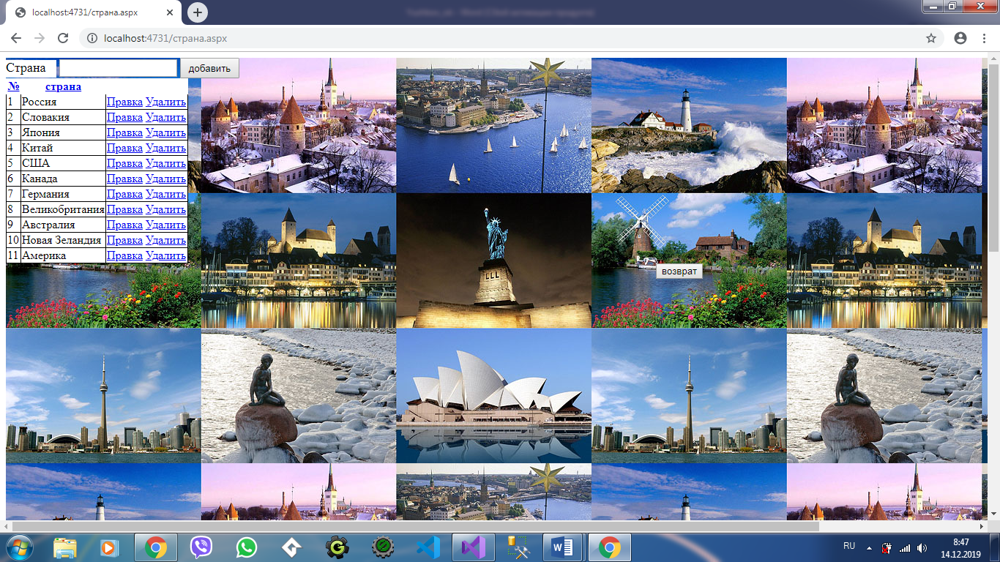 localhost:4731/страна.aspx
localhost:4731/страна.aspx
Страна добавить
№ страна
1 Россия Правка Удалить
2 Словакия Правка Удалить
3 Япония Правка Удалить
4 Китай Правка Удалить
5 США Правка Удалить
6 Канада Правка Удалить
7 Германия Правка Удалить
8 Великобритания Правка Удалить
9 Австралия Правка Удалить
10 Новая Зеландия Правка Удалить
11 Америка Правка Удалить
возврат
RU
8:47
14.12.2019